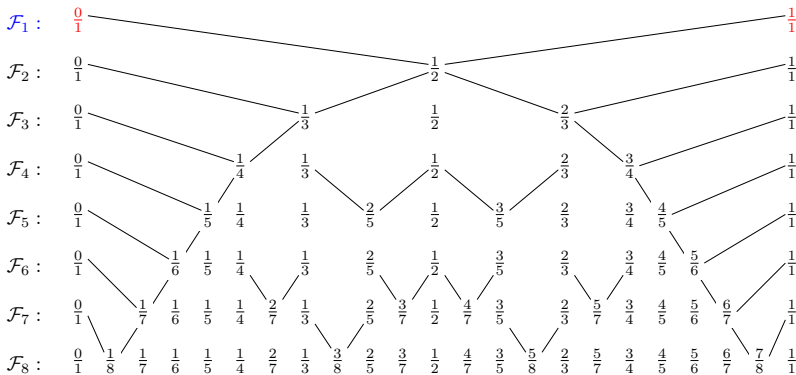 F₁: 0/1 1/1
F₂: 0/1 1/2 1/1
F₃: 0/1 1/3 1/2 2/3 1/1
F₄: 0/1 1/4 1/3 1/2 2/3 3/4 1/1
F₅: 0/1 1/5 1/4 1/3 2/5 1/2 3/5 2/3 3/4 4/5 1/1
F₆: 0/1 1/6 1/5 1/4 1/3 2/5 1/2 3/5 2/3 3/4 4/5 5/6 1/1
F₇: 0/1 1/7 1/6 1/5 1/4 2/7 1/3 2/5 3/7 1/2 4/7 3/5 2/3 5/7 3/4 4/5 5/6 6/7 1/1
F₈: 0/1 1/8 1/7 1/6 1/5 1/4 2/7 1/3 3/8 2/5 3/7 1/2 4/7 3/5 5/8 2/3 5/7 3/4 4/5 5/6 6/7 7/8 1/1